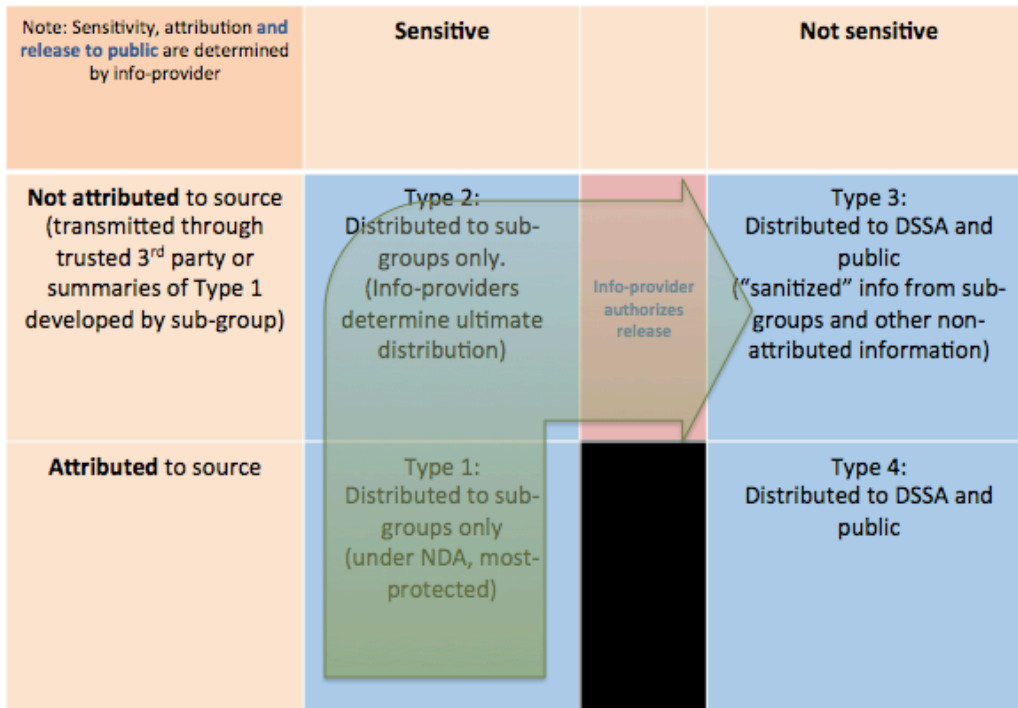 Note: Sensitivity, attribution and
release to public are determined
by info-provider
Sensitive
Not sensitive
Not attributed to source
(transmitted through
trusted 3rd party or
summaries of Type 1
developed by sub-group)
Type 2:
Distributed to sub-
groups only.
(Info-providers
determine ultimate
distribution)
Info-provider
authorizes
release
Type 3:
Distributed to DSSA and
public
(“sanitized” info from sub-
groups and other non-
attributed information)
Attributed to source
Type 1:
Distributed to sub-
groups only
(under NDA, most-
protected)
Type 4:
Distributed to DSSA and
public